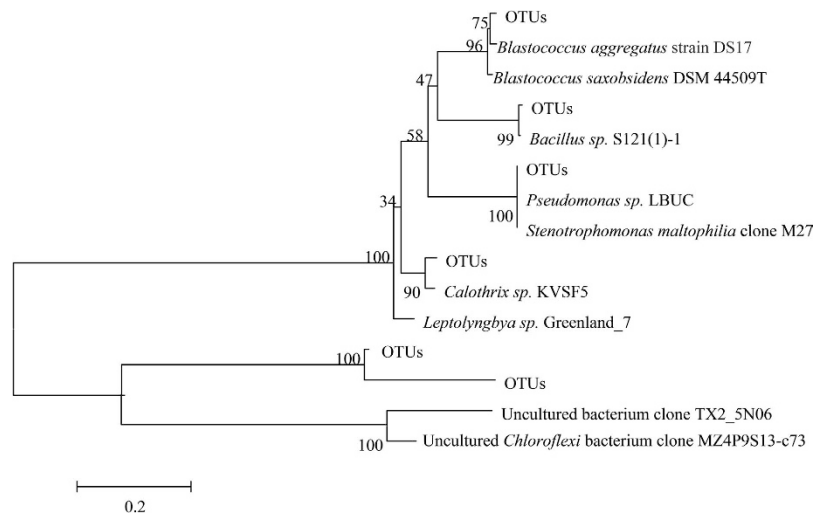 OTUs
75
Blastococcus aggregatus strain DS17
96
Blastococcus saxobsidens DSM 44509T
47
OTUs
58
99 Bacillus sp. S121(1)-1
OTUs
Pseudomonas sp. LBUC
34
100
Stenotrophomonas maltophilia clone M27
100
OTUs
90 Calothrix sp. KVSF5
Leptolyngbya sp. Greenland_7
100 OTUs
OTUs
Uncultured bacterium clone TX2_5N06
100 Uncultured Chloroflexi bacterium clone MZ4P9S13-c73
0.2